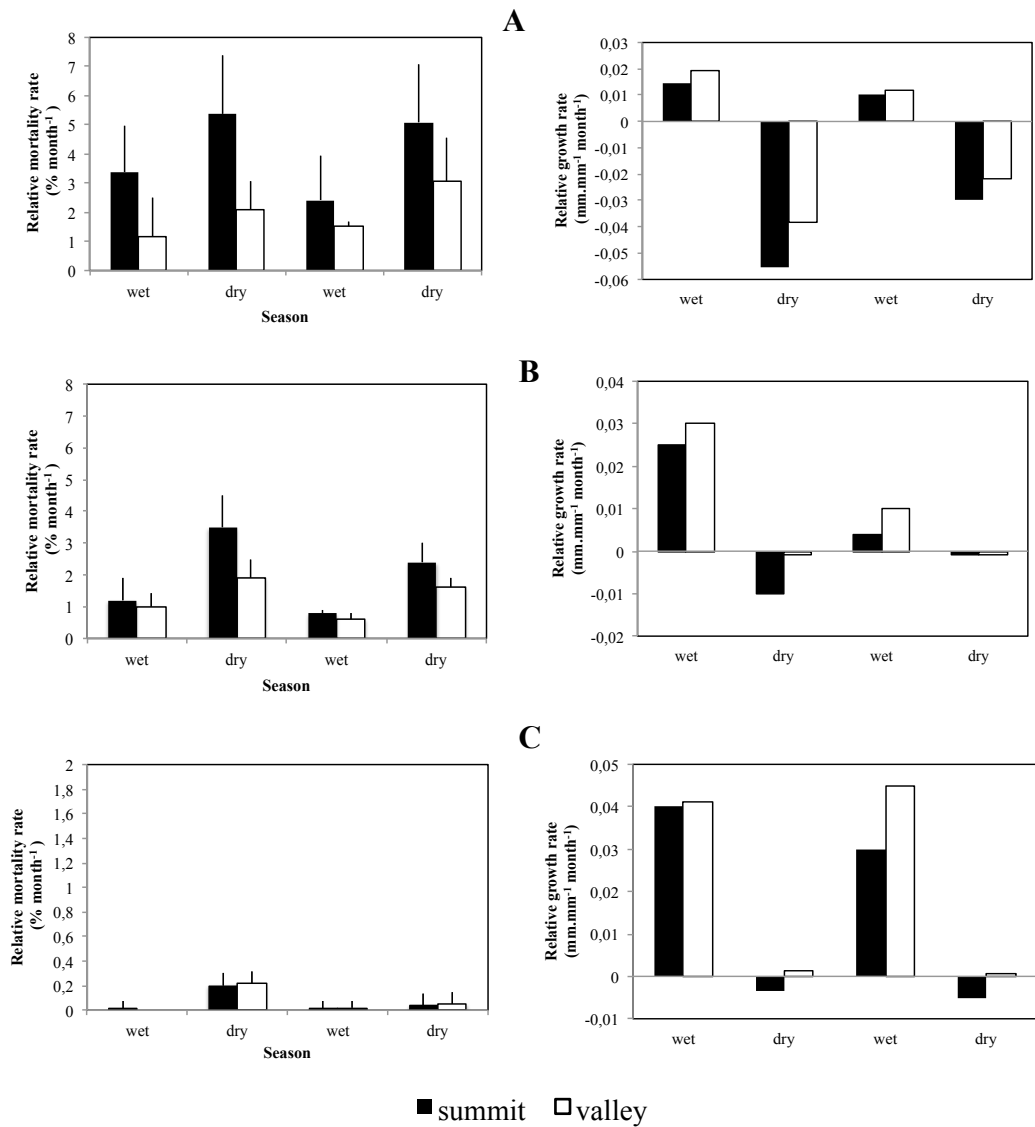 A
Relative mortality rate
(% month-1 )
8
7
6
5
4
3
2
1
0
wet dry wet dry
Season
Relative growth rate
(mm.mm-1 month-1)
0,03
0,02
0,01
0
-0,01
-0,02
-0,03
-0,04
-0,05
-0,06
wet dry wet dry
B
Relative mortality rate
(% month-1 )
8
7
6
5
4
3
2
1
0
wet dry wet dry
Season
Relative growth rate
(mm.mm-1 month-1)
0,04
0,03
0,02
0,01
0
-0,01
-0,02
wet dry wet dry
C
Relative mortality rate
(% month-1 )
2
1,8
1,6
1,4
1,2
1
0,8
0,6
0,4
0,2
0
wet dry wet dry
Season
Relative growth rate
(mm.mm-1 month-1)
0,05
0,04
0,03
0,02
0,01
0
-0,01
wet dry wet dry
summit valley